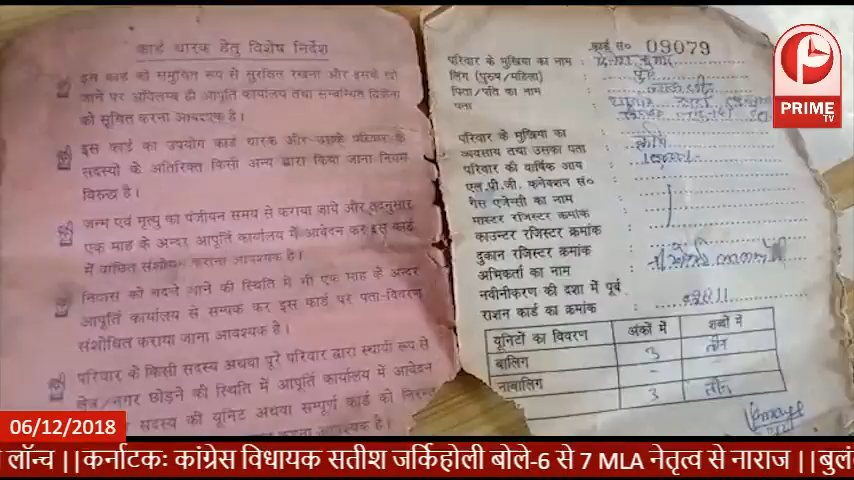 कार्ड धारक हेतु विशेष निर्देश
इस कार्ड को समुचित रूप से सुरक्षित रखना और इसके खो
जाने पर अविलम्ब ही आपूर्ति कार्यालय तथा सम्बन्धित विक्रेता
को सूचित करना आवश्यक है।
इस कार्ड का उपयोग कार्ड धारक और उसके परिवार के
सदस्यो के अतिरिक्त किसी अन्य द्वारा किया जाना नियम
विरुद्ध है।
जन्म एवं मृत्यु का पंजीयन समय से कराया जाये और तद्नुसार
एक माह के अन्दर आपूर्ति कार्यालय में आवेदन कर इस कार्ड
में वांछित संशोधन कराना आवश्यक है।
निवास को बदले जाने की स्थिति में भी एक माह के अन्दर
आपूर्ति कार्यालय से सम्पर्क कर इस कार्ड पर पता-विवरण
संशोधित कराया जाना आवश्यक है।
परिवार के किसी सदस्य अथवा पूरे परिवार द्वारा स्थायी रूप से
क्षेत्र/नगर छोड़ने की स्थिति में आपूर्ति कार्यालय में आवेदन
सदस्य की यूनिट अथवा सम्पूर्ण कार्ड को निरस्त
कार्ड सं० 09079
परिवार के मुखिया का नाम :
लिंग (पुरुष/महिला) :
पिता/पति का नाम :
पता :
परिवार के मुखिया का
व्यवसाय तथा उसका पता : कृषि
परिवार की वार्षिक आय :
एल.पी.जी. कनेक्शन सं० :
गैस एजेन्सी का नाम :
मास्टर रजिस्टर क्रमांक :
काउन्टर रजिस्टर क्रमांक :
दुकान रजिस्टर क्रमांक :
अभिकर्ता का नाम :
नवीनीकरण की दशा में पूर्व
राशन कार्ड का क्रमांक :
यूनिटों का विवरण अंकों में शब्दों में
बालिग 3 तीन
नाबालिग - -
3 तीन
PRIME
TV
06/12/2018
लॉन्च ||कर्नाटकः कांग्रेस विधायक सतीश जर्किहोली बोले-6 से 7 MLA नेतृत्व से नाराज ||